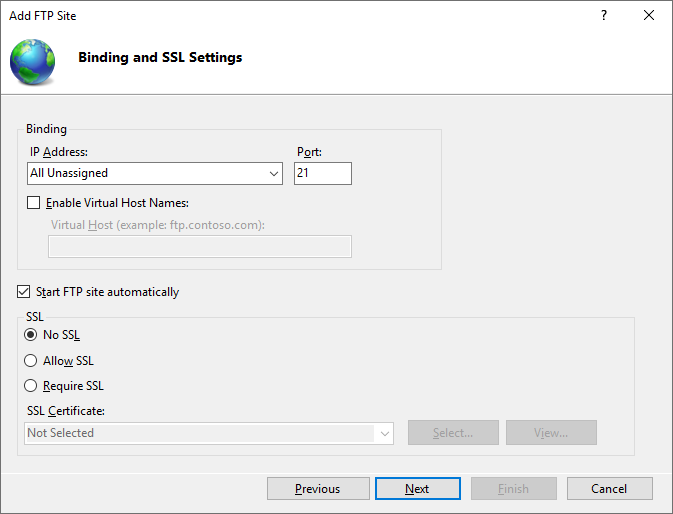 Add FTP Site
?
Binding and SSL Settings
Binding
IP Address: Port:
All Unassigned 21
Enable Virtual Host Names:
Virtual Host (example: ftp.contoso.com):
Start FTP site automatically
SSL
No SSL
Allow SSL
Require SSL
SSL Certificate:
Not Selected Select... View...
Previous Next Finish Cancel